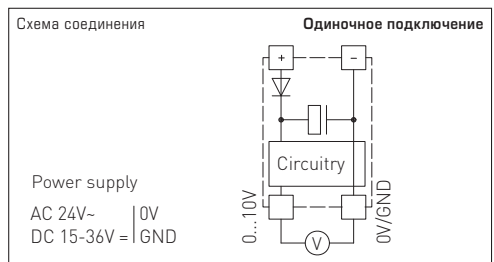 Схема соединения
Одиночное подключение
+ −
Circuitry
Power supply
AC 24V~ | 0V
DC 15-36V = | GND
0...10V
V
0V/GND